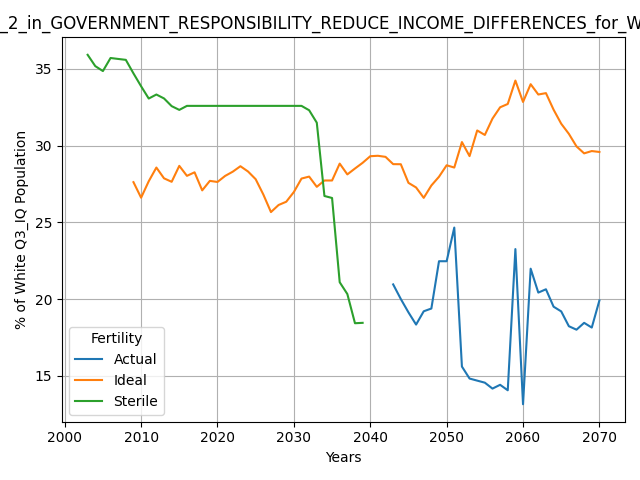 _2_in_GOVERNMENT_RESPONSIBILITY_REDUCE_INCOME_DIFFERENCES_for_W
% of White Q3_IQ Population
35
30
25
20
15
Fertility
Actual
Ideal
Sterile
2000 2010 2020 2030 2040 2050 2060 2070
Years